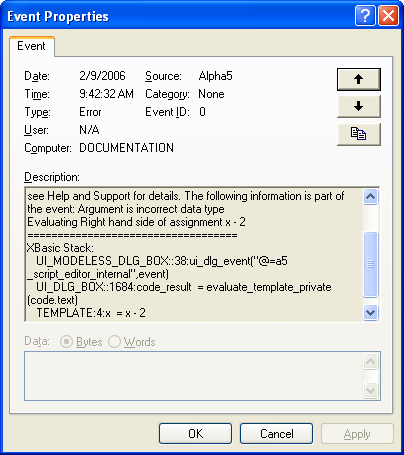 Event Properties
Event
Date: 2/9/2006 Source: Alpha5
Time: 9:42:32 AM Category: None
Type: Error Event ID: 0
User: N/A
Computer: DOCUMENTATION
Description:
see Help and Support for details. The following information is part
of the event: Argument is incorrect data type
Evaluating Right hand side of assignment x - 2
===================================
XBasic Stack:
UI_MODELESS_DLG_BOX::38:ui_dlg_event("@=a5
_script_editor_internal",event)
UI_DLG_BOX::1684:code_result = evaluate_template_private
(code.text)
TEMPLATE:4:x = x - 2
Data: Bytes Words
OK Cancel Apply